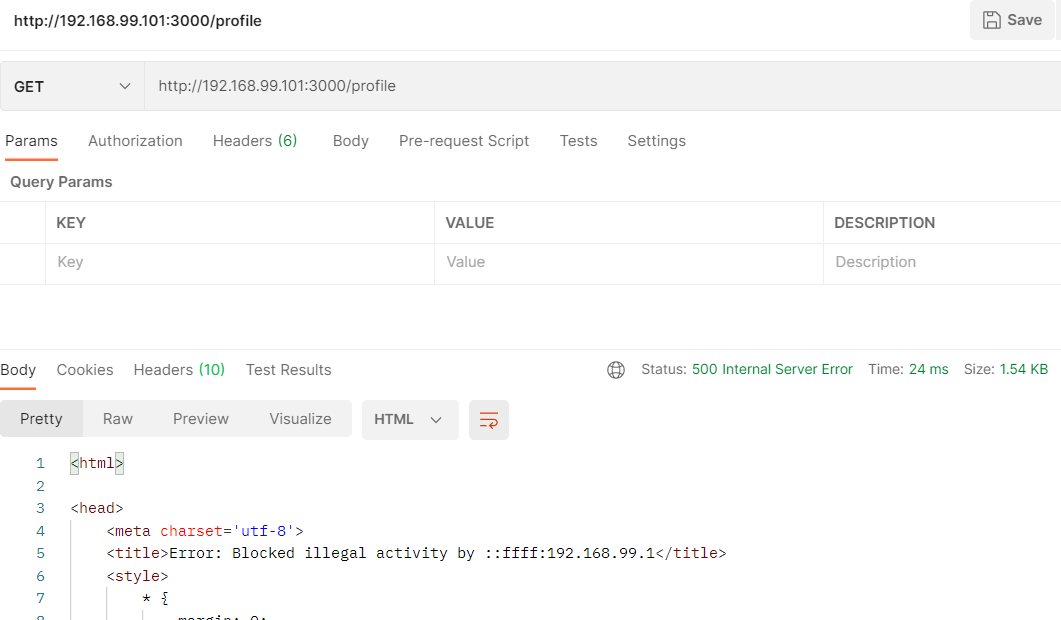 http://192.168.99.101:3000/profile Save
GET http://192.168.99.101:3000/profile
Params Authorization Headers (6) Body Pre-request Script Tests Settings
Query Params
KEY VALUE DESCRIPTION
Key Value Description
Body Cookies Headers (10) Test Results Status: 500 Internal Server Error Time: 24 ms Size: 1.54 KB
Pretty Raw Preview Visualize HTML
1 <html>
2
3 <head>
4 <meta charset='utf-8'>
5 <title>Error: Blocked illegal activity by ::ffff:192.168.99.1</title>
6 <style>
7 * {
8 margin: 0;